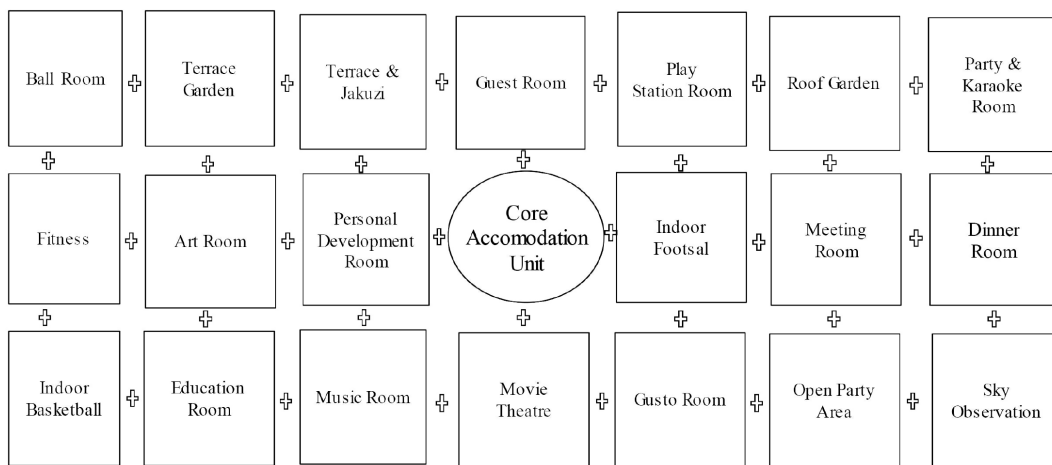 Ball Room
Terrace
Garden
Terrace &
Jakuzi
Guest Room
Play
Station Room
Roof Garden
Party &
Karaoke
Room
Fitness
Art Room
Personal
Development
Room
Core
Accomodation
Unit
Indoor
Footsal
Meeting
Room
Dinner
Room
Indoor
Basketball
Education
Room
Music Room
Movie
Theatre
Gusto Room
Open Party
Area
Sky
Observation